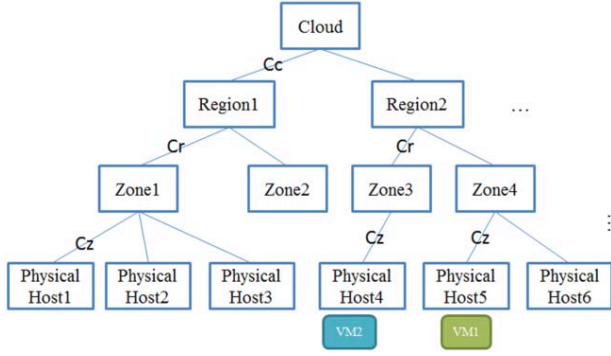 Cloud
Cc
Region1
Region2
...
Cr
Cr
Zone1
Zone2
Zone3
Zone4
Cz
Cz
Cz
Physical
Host1
Physical
Host2
Physical
Host3
Physical
Host4
Physical
Host5
Physical
Host6
VM2
VM1